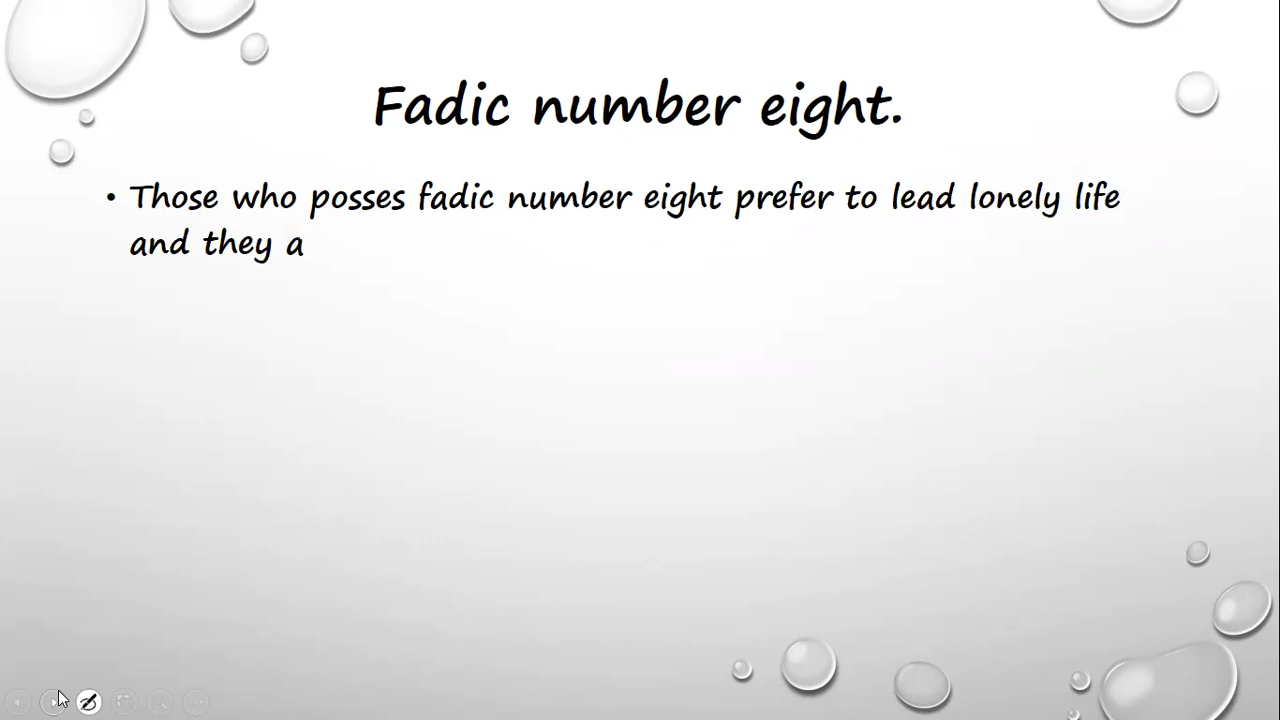 Fadic number eight.
• Those who posses fadic number eight prefer to lead lonely life
and they a